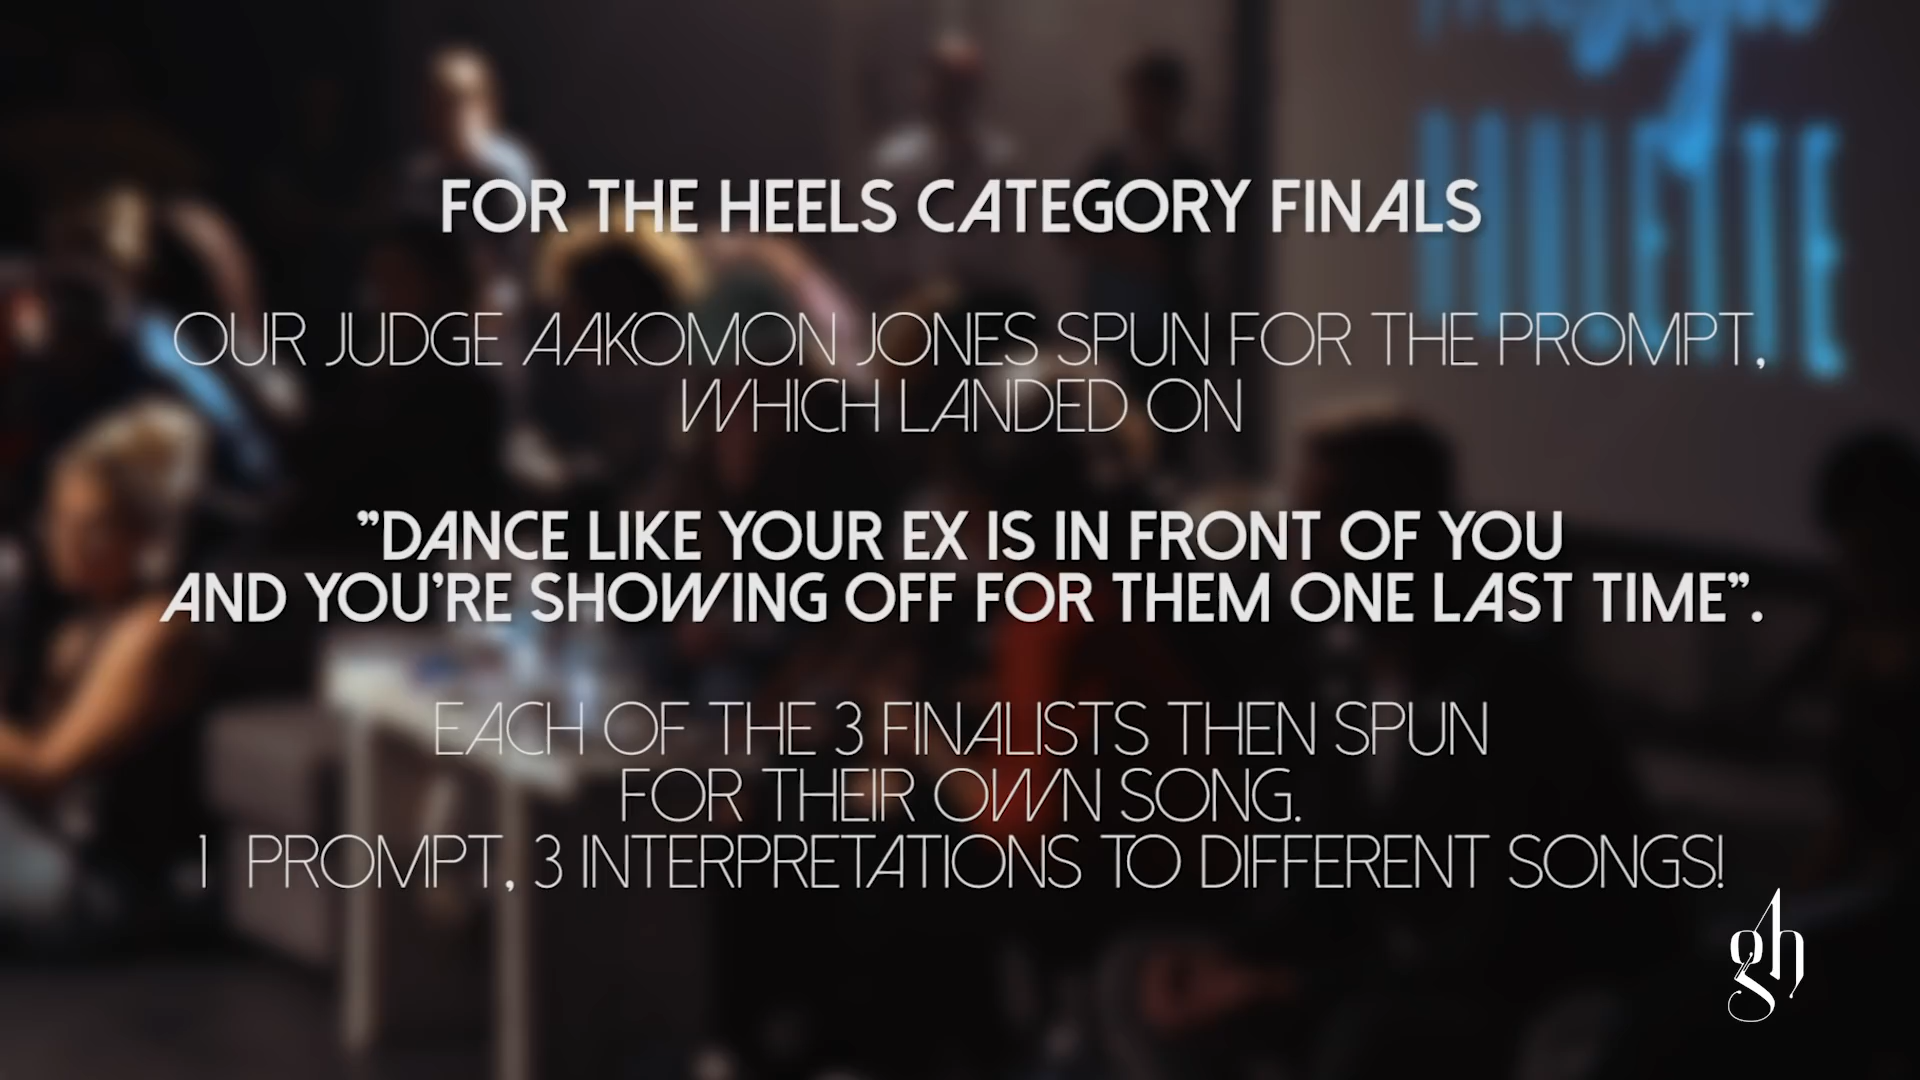 FOR THE HEELS CATEGORY FINALS
OUR JUDGE AAKOMON JONES SPUN FOR THE PROMPT,
WHICH LANDED ON
”DANCE LIKE YOUR EX IS IN FRONT OF YOU
AND YOU’RE SHOWING OFF FOR THEM ONE LAST TIME”.
EACH OF THE 3 FINALISTS THEN SPUN
FOR THEIR OWN SONG.
1 PROMPT, 3 INTERPRETATIONS TO DIFFERENT SONGS!
gh